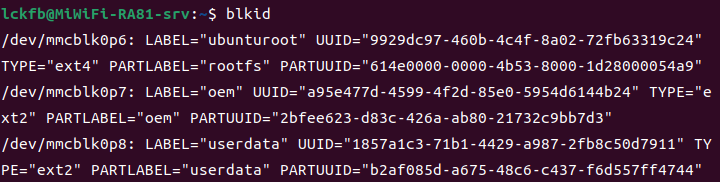 lckfb@MiWiFi-RA81-srv:~$ blkid
/dev/mmcblk0p6: LABEL="ubunturoot" UUID="9929dc97-460b-4c4f-8a02-72fb63319c24"
TYPE="ext4" PARTLABEL="rootfs" PARTUUID="614e0000-0000-4b53-8000-1d28000054a9"
/dev/mmcblk0p7: LABEL="oem" UUID="a95e477d-4599-4f2d-85e0-5954d6144b24" TYPE="e
xt2" PARTLABEL="oem" PARTUUID="2bfee623-d83c-426a-ab80-21732c9bb7d3"
/dev/mmcblk0p8: LABEL="userdata" UUID="1857a1c3-71b1-4429-a987-2fb8c50d7911" TY
PE="ext2" PARTLABEL="userdata" PARTUUID="b2af085d-a675-48c6-c437-f6d557ff4744"